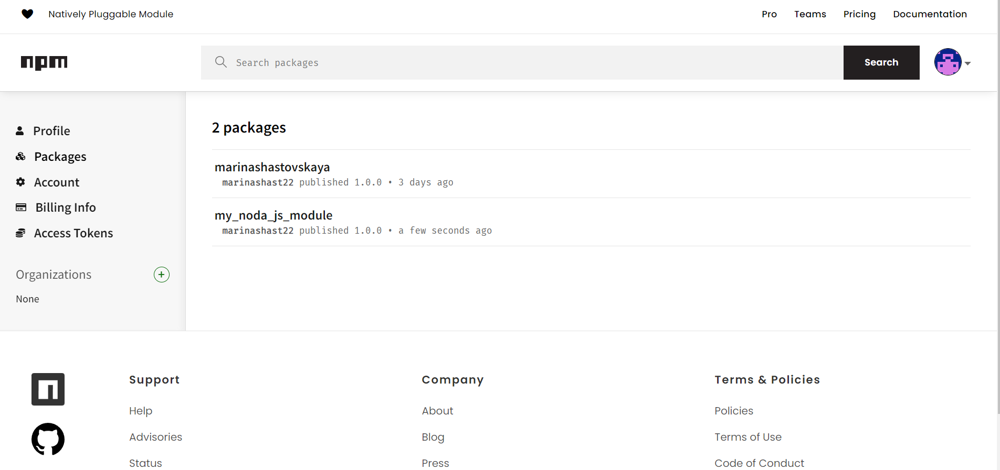 Natively Pluggable Module
Pro Teams Pricing Documentation
npm
Search packages
Search
Profile
Packages
Account
Billing Info
Access Tokens
Organizations
None
2 packages
marinashastovskaya
marinashast22 published 1.0.0 • 3 days ago
my_noda_js_module
marinashast22 published 1.0.0 • a few seconds ago
Support
Help
Advisories
Status
Company
About
Blog
Press
Terms & Policies
Policies
Terms of Use
Code of Conduct